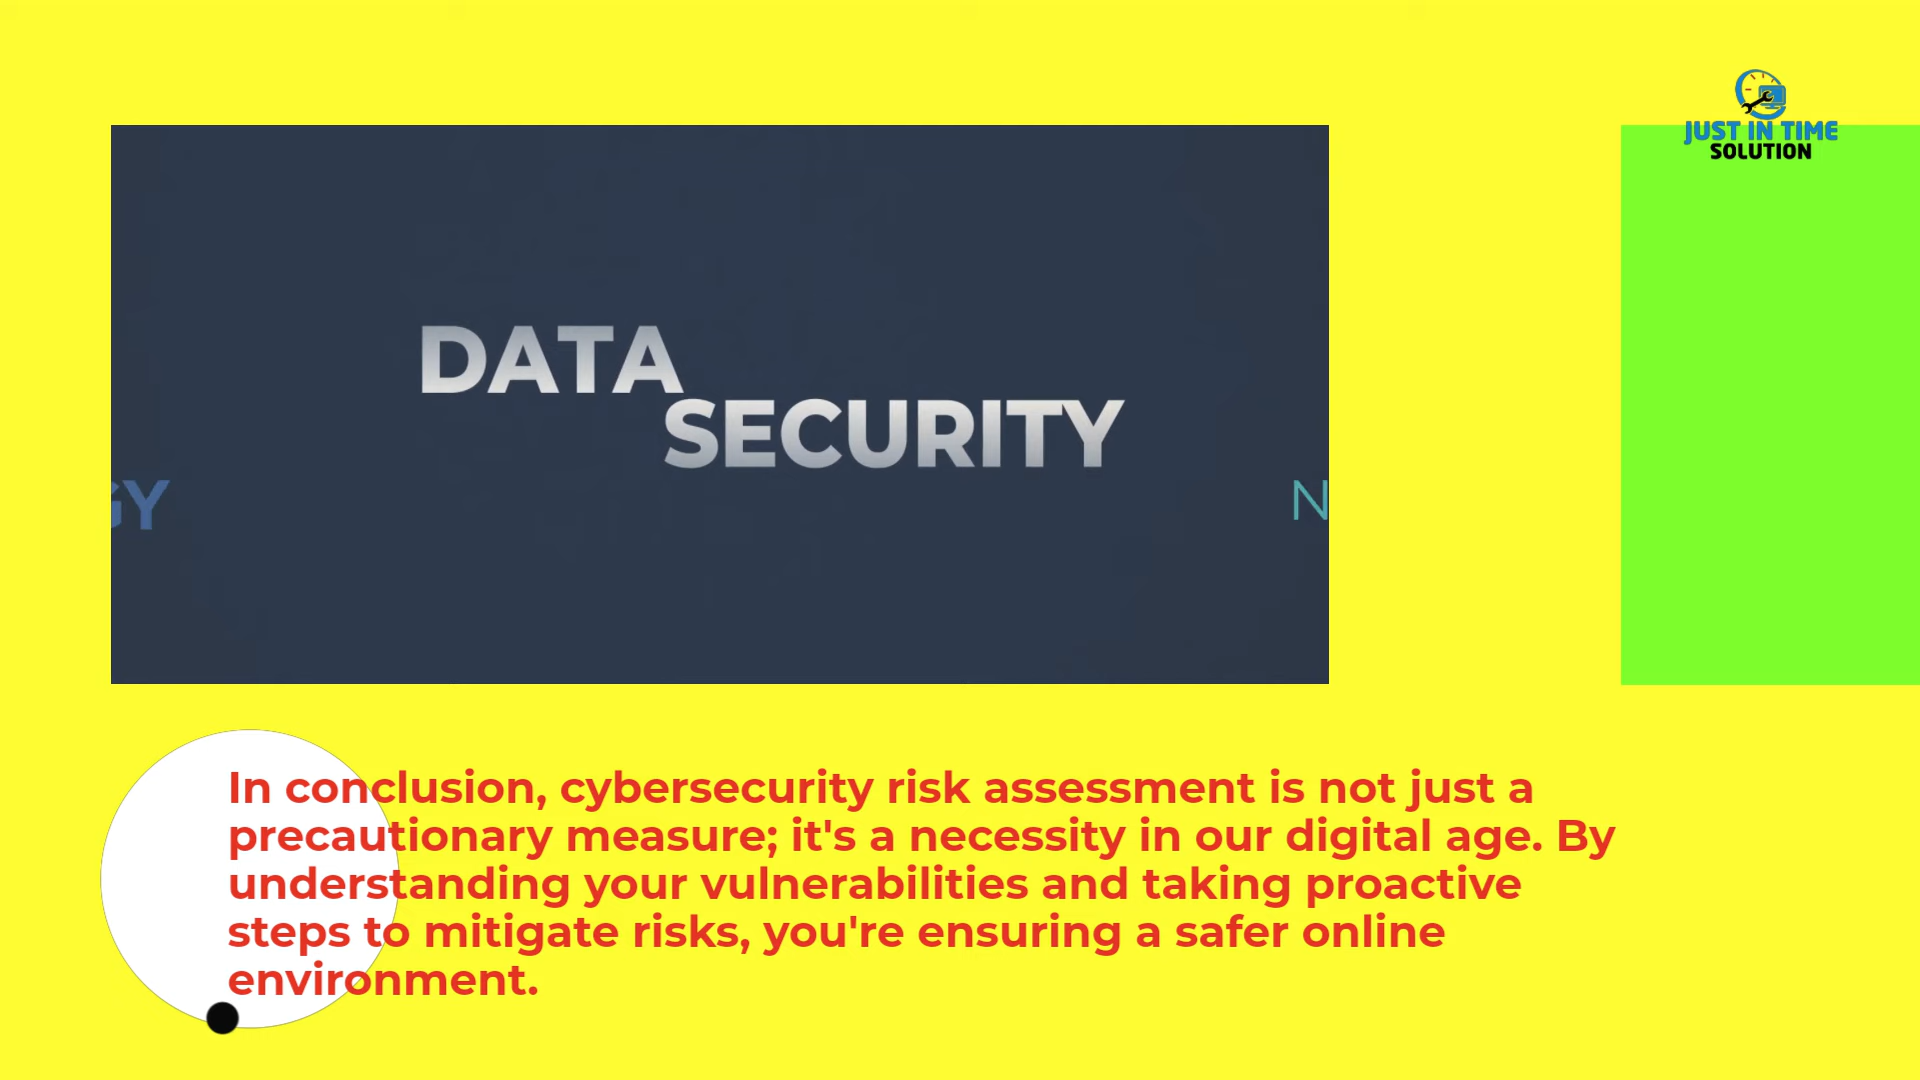 JUST IN TIME
SOLUTION
DATA
SECURITY
GY
N
In conclusion, cybersecurity risk assessment is not just a
precautionary measure; it's a necessity in our digital age. By
understanding your vulnerabilities and taking proactive
steps to mitigate risks, you're ensuring a safer online
environment.